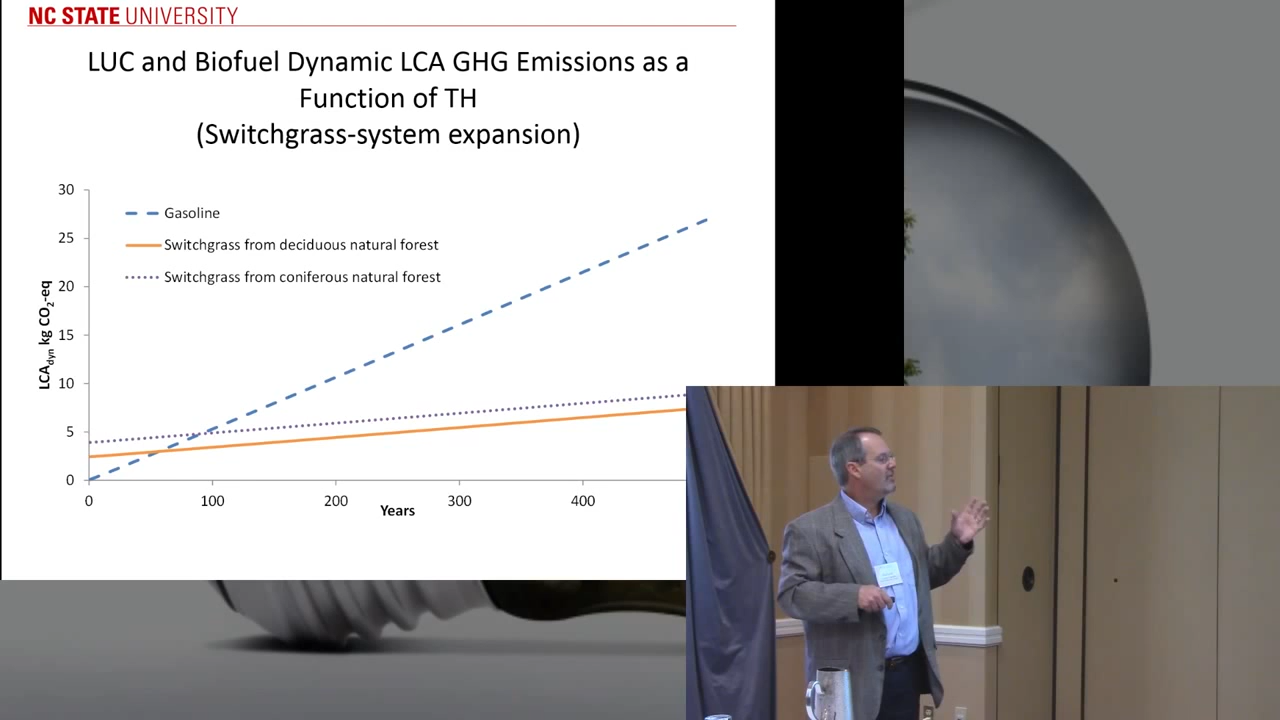 NC STATE UNIVERSITY
LUC and Biofuel Dynamic LCA GHG Emissions as a
Function of TH
(Switchgrass-system expansion)
30
25
20
15
10
5
0
LCAdyn kg CO2-eq
Gasoline
Switchgrass from deciduous natural forest
Switchgrass from coniferous natural forest
0 100 200 300 400
Years